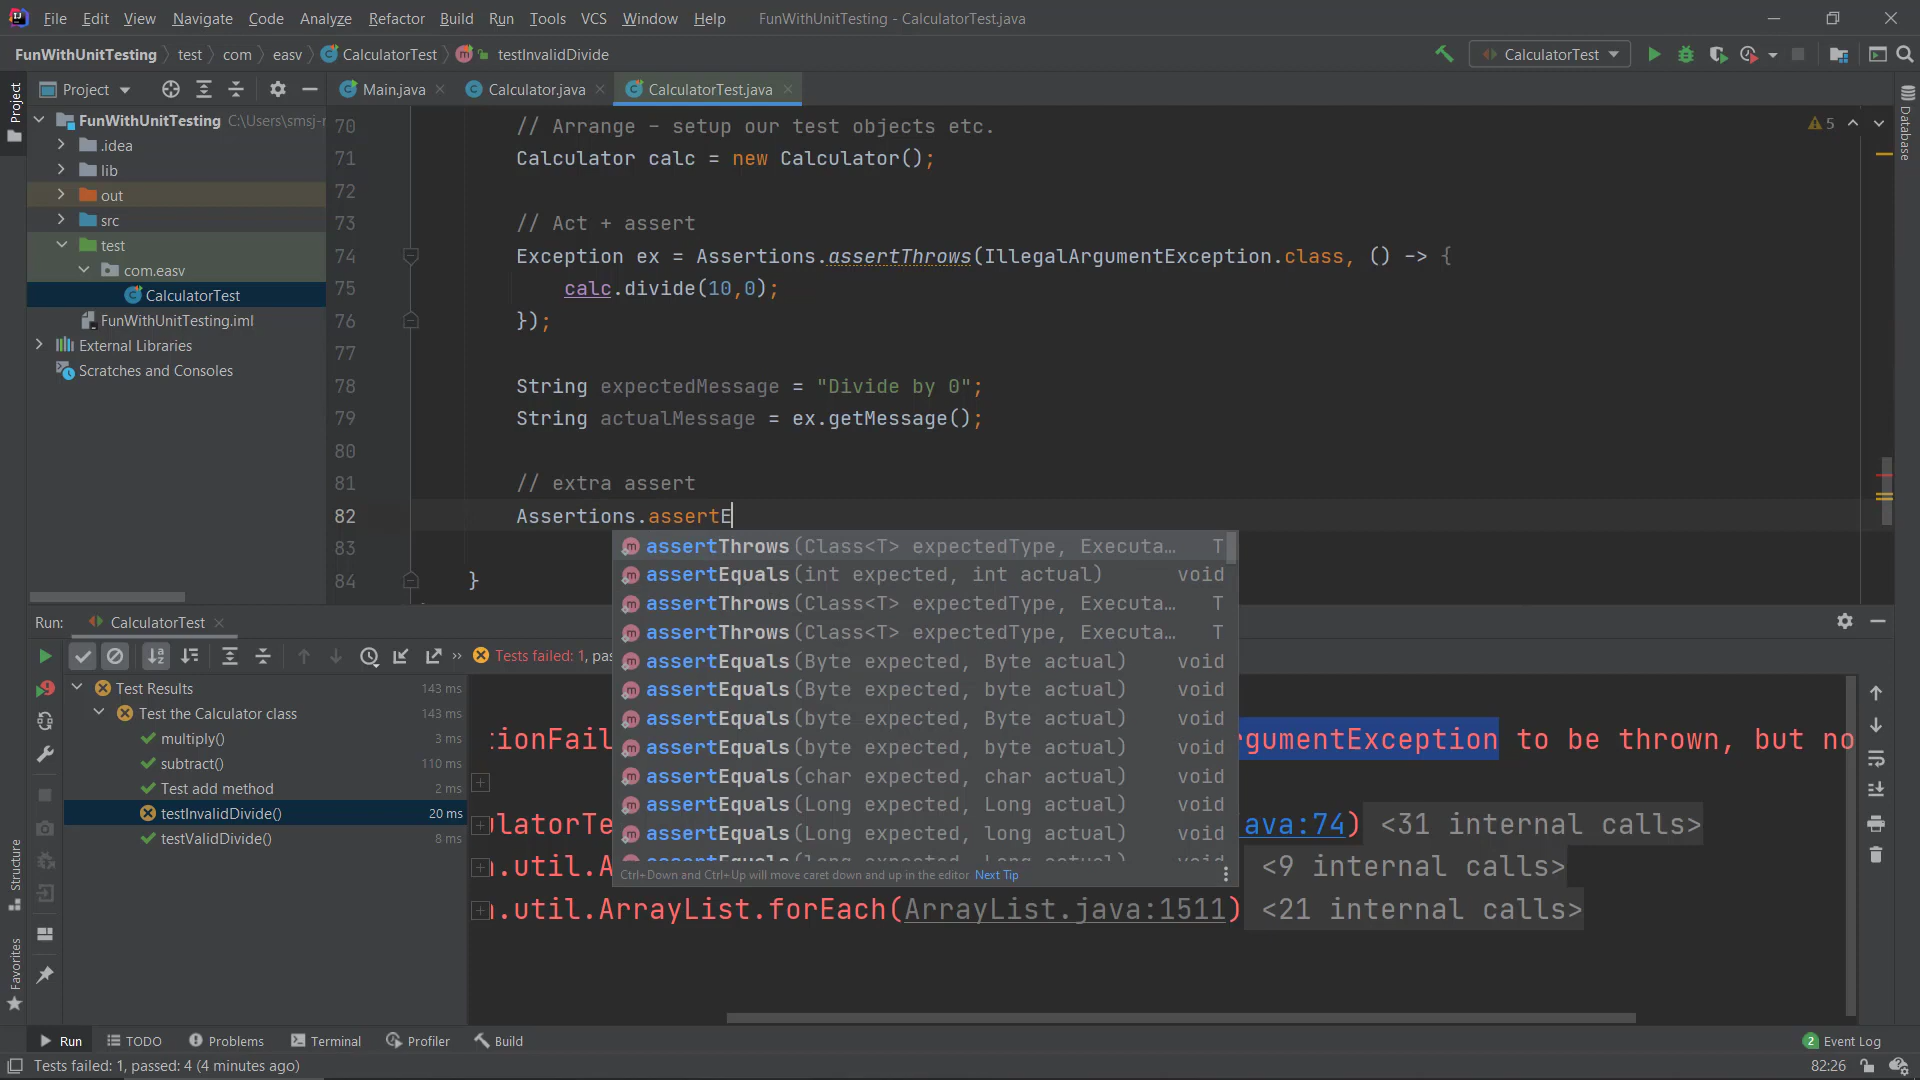 File Edit View Navigate Code Analyze Refactor Build Run Tools VCS Window Help FunWithUnitTesting - CalculatorTest.java
FunWithUnitTesting test com easv CalculatorTest testInvalidDivide CalculatorTest
Project
Project
Main.java Calculator.java CalculatorTest.java
Database
FunWithUnitTesting C:\Users\smsj-r
.idea
lib
out
src
test
com.easv
CalculatorTest
FunWithUnitTesting.iml
External Libraries
Scratches and Consoles
5
70 // Arrange - setup our test objects etc.
71 Calculator calc = new Calculator();
72
73 // Act + assert
74 Exception ex = Assertions.assertThrows(IllegalArgumentException.class, () -> {
75 calc.divide(10,0);
76 });
77
78 String expectedMessage = "Divide by 0";
79 String actualMessage = ex.getMessage();
80
81 // extra assert
82 Assertions.assertE
83
84 }
assertThrows(Class<T> expectedType, Executa… T
assertEquals(int expected, int actual) void
assertThrows(Class<T> expectedType, Executa… T
assertThrows(Class<T> expectedType, Executa… T
assertEquals(Byte expected, Byte actual) void
assertEquals(Byte expected, byte actual) void
assertEquals(byte expected, Byte actual) void
assertEquals(byte expected, byte actual) void
assertEquals(char expected, char actual) void
assertEquals(Long expected, Long actual) void
assertEquals(Long expected, long actual) void
assertEquals(long expected, Long actual) void
Ctrl+Down and Ctrl+Up will move caret down and up in the editor Next Tip
Run: CalculatorTest
Tests failed: 1, pas
Test Results 143 ms
Test the Calculator class 143 ms
multiply() 3 ms
subtract() 110 ms
Test add method 2 ms
testInvalidDivide() 20 ms
testValidDivide() 8 ms
tionFail rgumentException to be thrown, but no
ulatorTe ava:74) <31 internal calls>
n.util.A <9 internal calls>
n.util.ArrayList.forEach(ArrayList.java:1511) <21 internal calls>
Structure
Favorites
Run TODO Problems Terminal Profiler Build 2 Event Log
Tests failed: 1, passed: 4 (4 minutes ago) 82:26